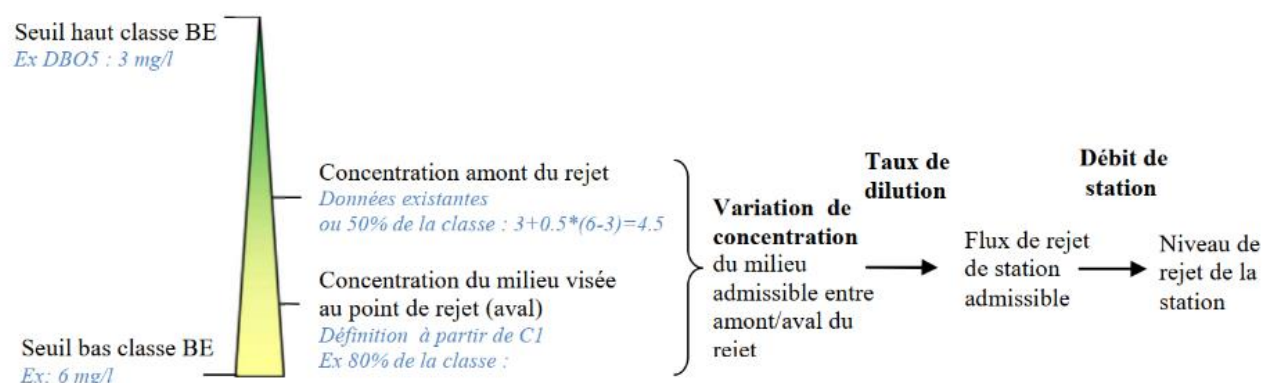 Seuil haut classe BE
Ex DBO5 : 3 mg/l
Concentration amont du rejet
Données existantes
ou 50% de la classe : 3+0.5*(6-3)=4.5
Concentration du milieu visée
au point de rejet (aval)
Définition à partir de C1
Ex 80% de la classe :
Seuil bas classe BE
Ex: 6 mg/l
Variation de
concentration
du milieu
admissible entre
amont/aval du
rejet
Taux de
dilution
Flux de rejet
de station
admissible
Débit de
station
Niveau de
rejet de la
station